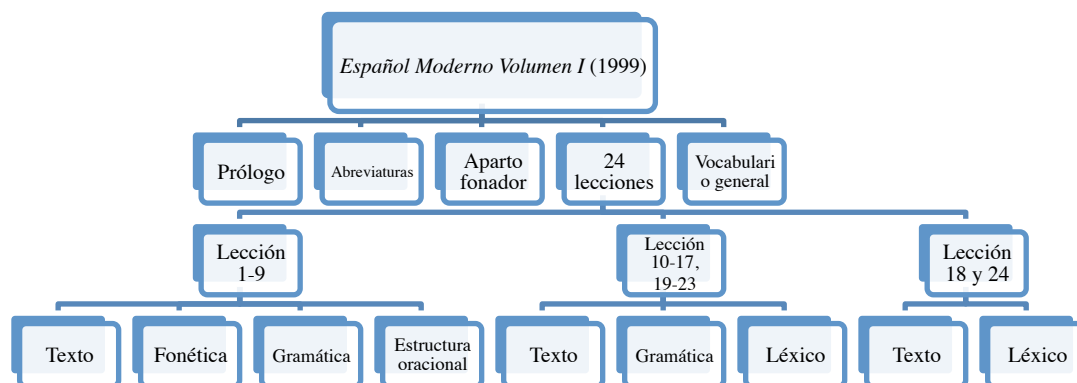 Español Moderno Volumen I (1999)
Prólogo
Abreviaturas
Aparto
fonador
24
lecciones
Vocabulari
o general
Lección
1-9
Lección
10-17,
19-23
Lección
18 y 24
Texto
Fonética
Gramática
Estructura
oracional
Texto
Gramática
Léxico
Texto
Léxico